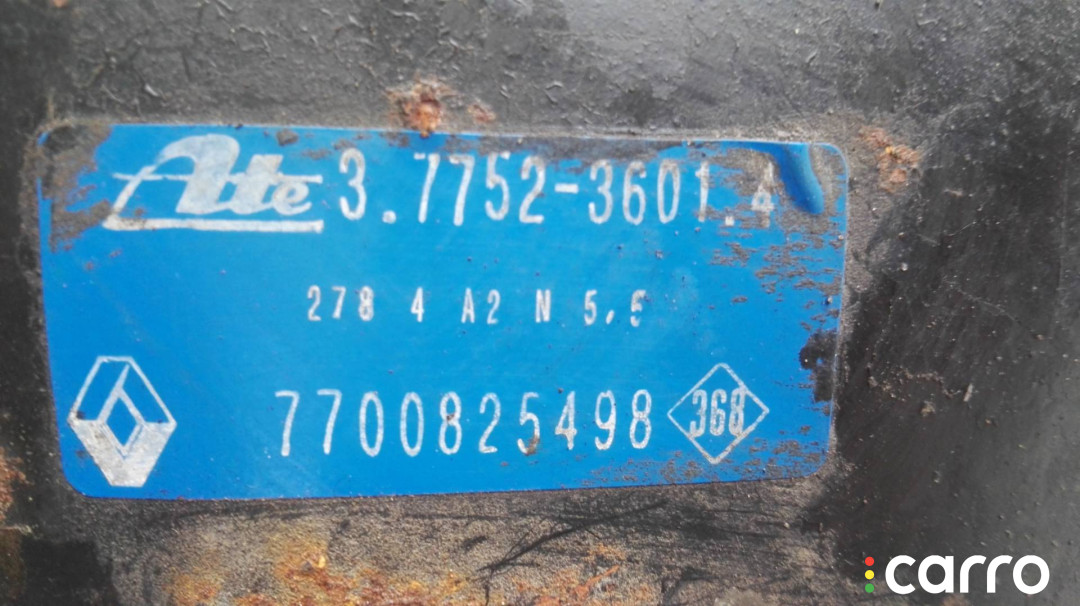 Ate 3.7752-3601.4
278 4 A2 N 5.5
7700825498 368
carro